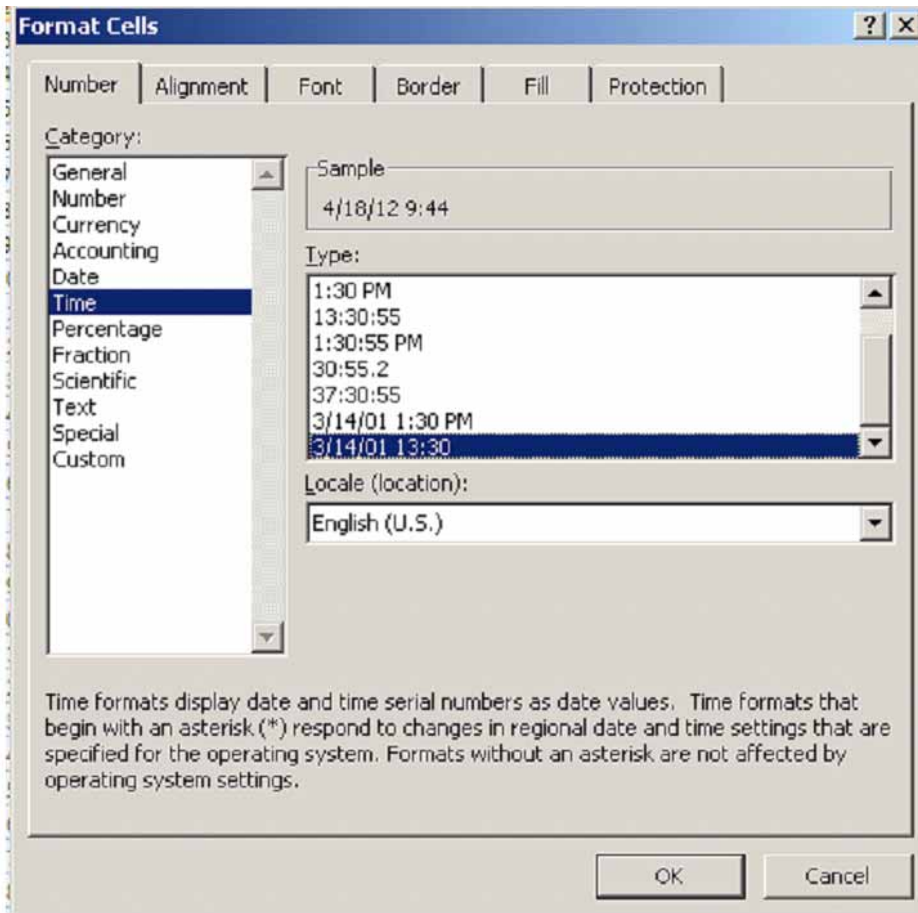 Format Cells
?
X
Number Alignment Font Border Fill Protection
Category:
General
Number
Currency
Accounting
Date
Time
Percentage
Fraction
Scientific
Text
Special
Custom
Sample
4/18/12 9:44
Type:
1:30 PM
13:30:55
1:30:55 PM
30:55.2
37:30:55
3/14/01 1:30 PM
3/14/01 13:30
Locale (location):
English (U.S.)
Time formats display date and time serial numbers as date values. Time formats that
begin with an asterisk (*) respond to changes in regional date and time settings that are
specified for the operating system. Formats without an asterisk are not affected by
operating system settings.
OK Cancel